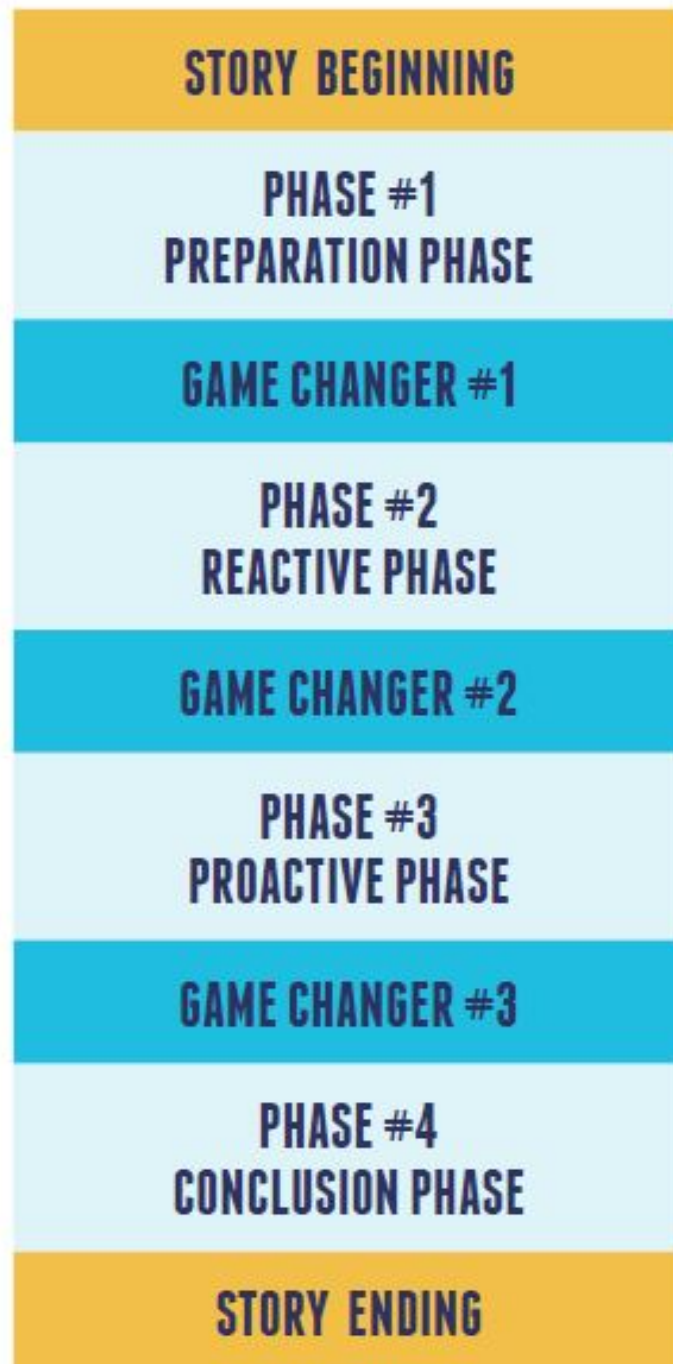 STORY BEGINNING
PHASE #1
PREPARATION PHASE
GAME CHANGER #1
PHASE #2
REACTIVE PHASE
GAME CHANGER #2
PHASE #3
PROACTIVE PHASE
GAME CHANGER #3
PHASE #4
CONCLUSION PHASE
STORY ENDING